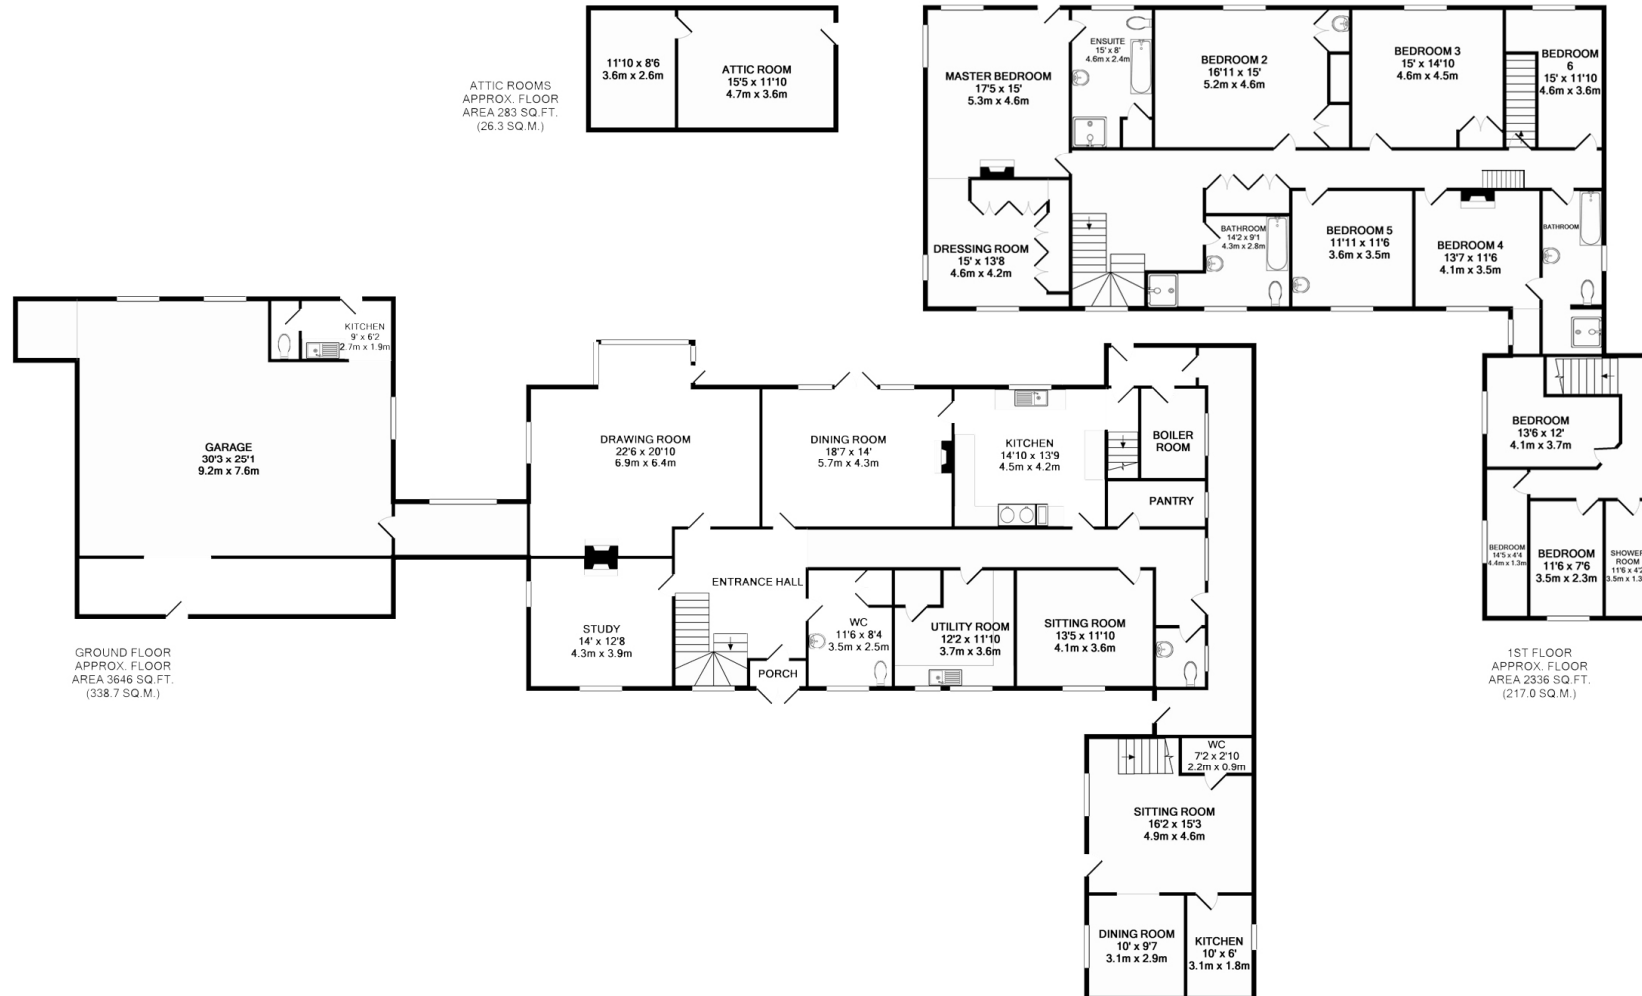 ATTIC ROOMS
APPROX. FLOOR
AREA 283 SQ.FT.
(26.3 SQ.M.)
11'10 x 8'6
3.6m x 2.6m
ATTIC ROOM
15'5 x 11'10
4.7m x 3.6m
MASTER BEDROOM
17'5 x 15'
5.3m x 4.6m
ENSUITE
15' x 8'
4.6m x 2.4m
BEDROOM 2
16'11 x 15'
5.2m x 4.6m
BEDROOM 3
15' x 14'10
4.6m x 4.5m
BEDROOM
6
15' x 11'10
4.6m x 3.6m
DRESSING ROOM
15' x 13'8
4.6m x 4.2m
BATHROOM
14'2 x 9'1
4.3m x 2.8m
BEDROOM 5
11'11 x 11'6
3.6m x 3.5m
BEDROOM 4
13'7 x 11'6
4.1m x 3.5m
BATHROOM
BEDROOM
13'6 x 12'
4.1m x 3.7m
BEDROOM
14'5 x 4'4
4.4m x 1.3m
BEDROOM
11'6 x 7'6
3.5m x 2.3m
SHOWER
ROOM
11'6 x 4'2
3.5m x 1.3
1ST FLOOR
APPROX. FLOOR
AREA 2336 SQ.FT.
(217.0 SQ.M.)
KITCHEN
9' x 6'2
2.7m x 1.9m
GARAGE
30'3 x 25'1
9.2m x 7.6m
GROUND FLOOR
APPROX. FLOOR
AREA 3646 SQ.FT.
(338.7 SQ.M.)
DRAWING ROOM
22'6 x 20'10
6.9m x 6.4m
DINING ROOM
18'7 x 14'
5.7m x 4.3m
KITCHEN
14'10 x 13'9
4.5m x 4.2m
BOILER
ROOM
PANTRY
ENTRANCE HALL
STUDY
14' x 12'8
4.3m x 3.9m
PORCH
WC
11'6 x 8'4
3.5m x 2.5m
UTILITY ROOM
12'2 x 11'10
3.7m x 3.6m
SITTING ROOM
13'5 x 11'10
4.1m x 3.6m
WC
7'2 x 2'10
2.2m x 0.9m
SITTING ROOM
16'2 x 15'3
4.9m x 4.6m
DINING ROOM
10' x 9'7
3.1m x 2.9m
KITCHEN
10' x 6'
3.1m x 1.8m